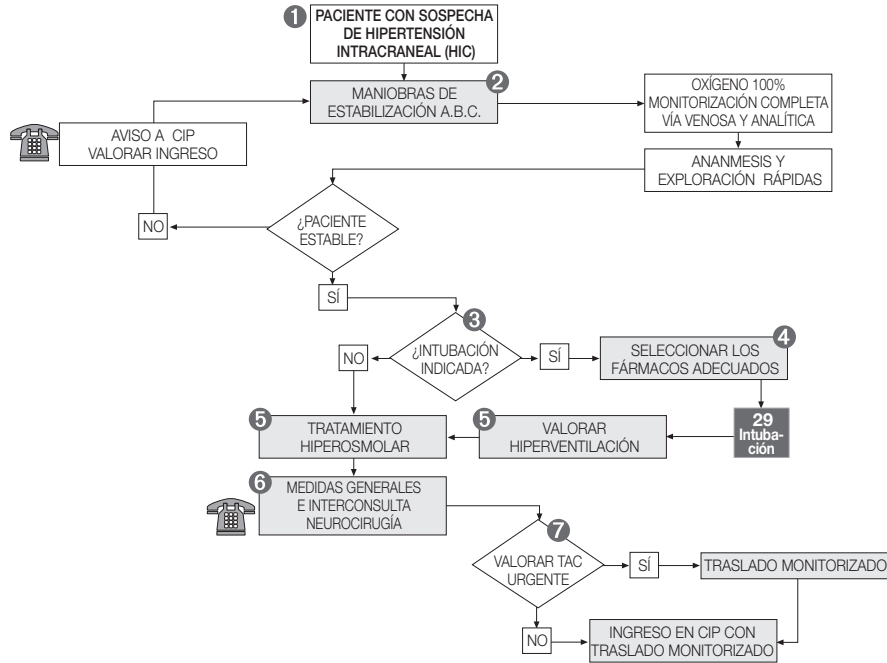 1
PACIENTE CON SOSPECHA
DE HIPERTENSIÓN
INTRACRANEAL (HIC)
2
MANIOBRAS DE
ESTABILIZACIÓN A.B.C.
OXÍGENO 100%
MONITORIZACIÓN COMPLETA
VÍA VENOSA Y ANALÍTICA
AVISO A CIP
VALORAR INGRESO
ANANMESIS Y
EXPLORACIÓN RÁPIDAS
NO
¿PACIENTE
ESTABLE?
SÍ
3
¿INTUBACIÓN
INDICADA?
NO
SÍ
4
SELECCIONAR LOS
FÁRMACOS ADECUADOS
5
TRATAMIENTO
HIPEROSMOLAR
5
VALORAR
HIPERVENTILACIÓN
29
Intuba-
ción
6
MEDIDAS GENERALES
E INTERCONSULTA
NEUROCIRUGÍA
7
VALORAR TAC
URGENTE
SÍ
TRASLADO MONITORIZADO
NO
INGRESO EN CIP CON
TRASLADO MONITORIZADO